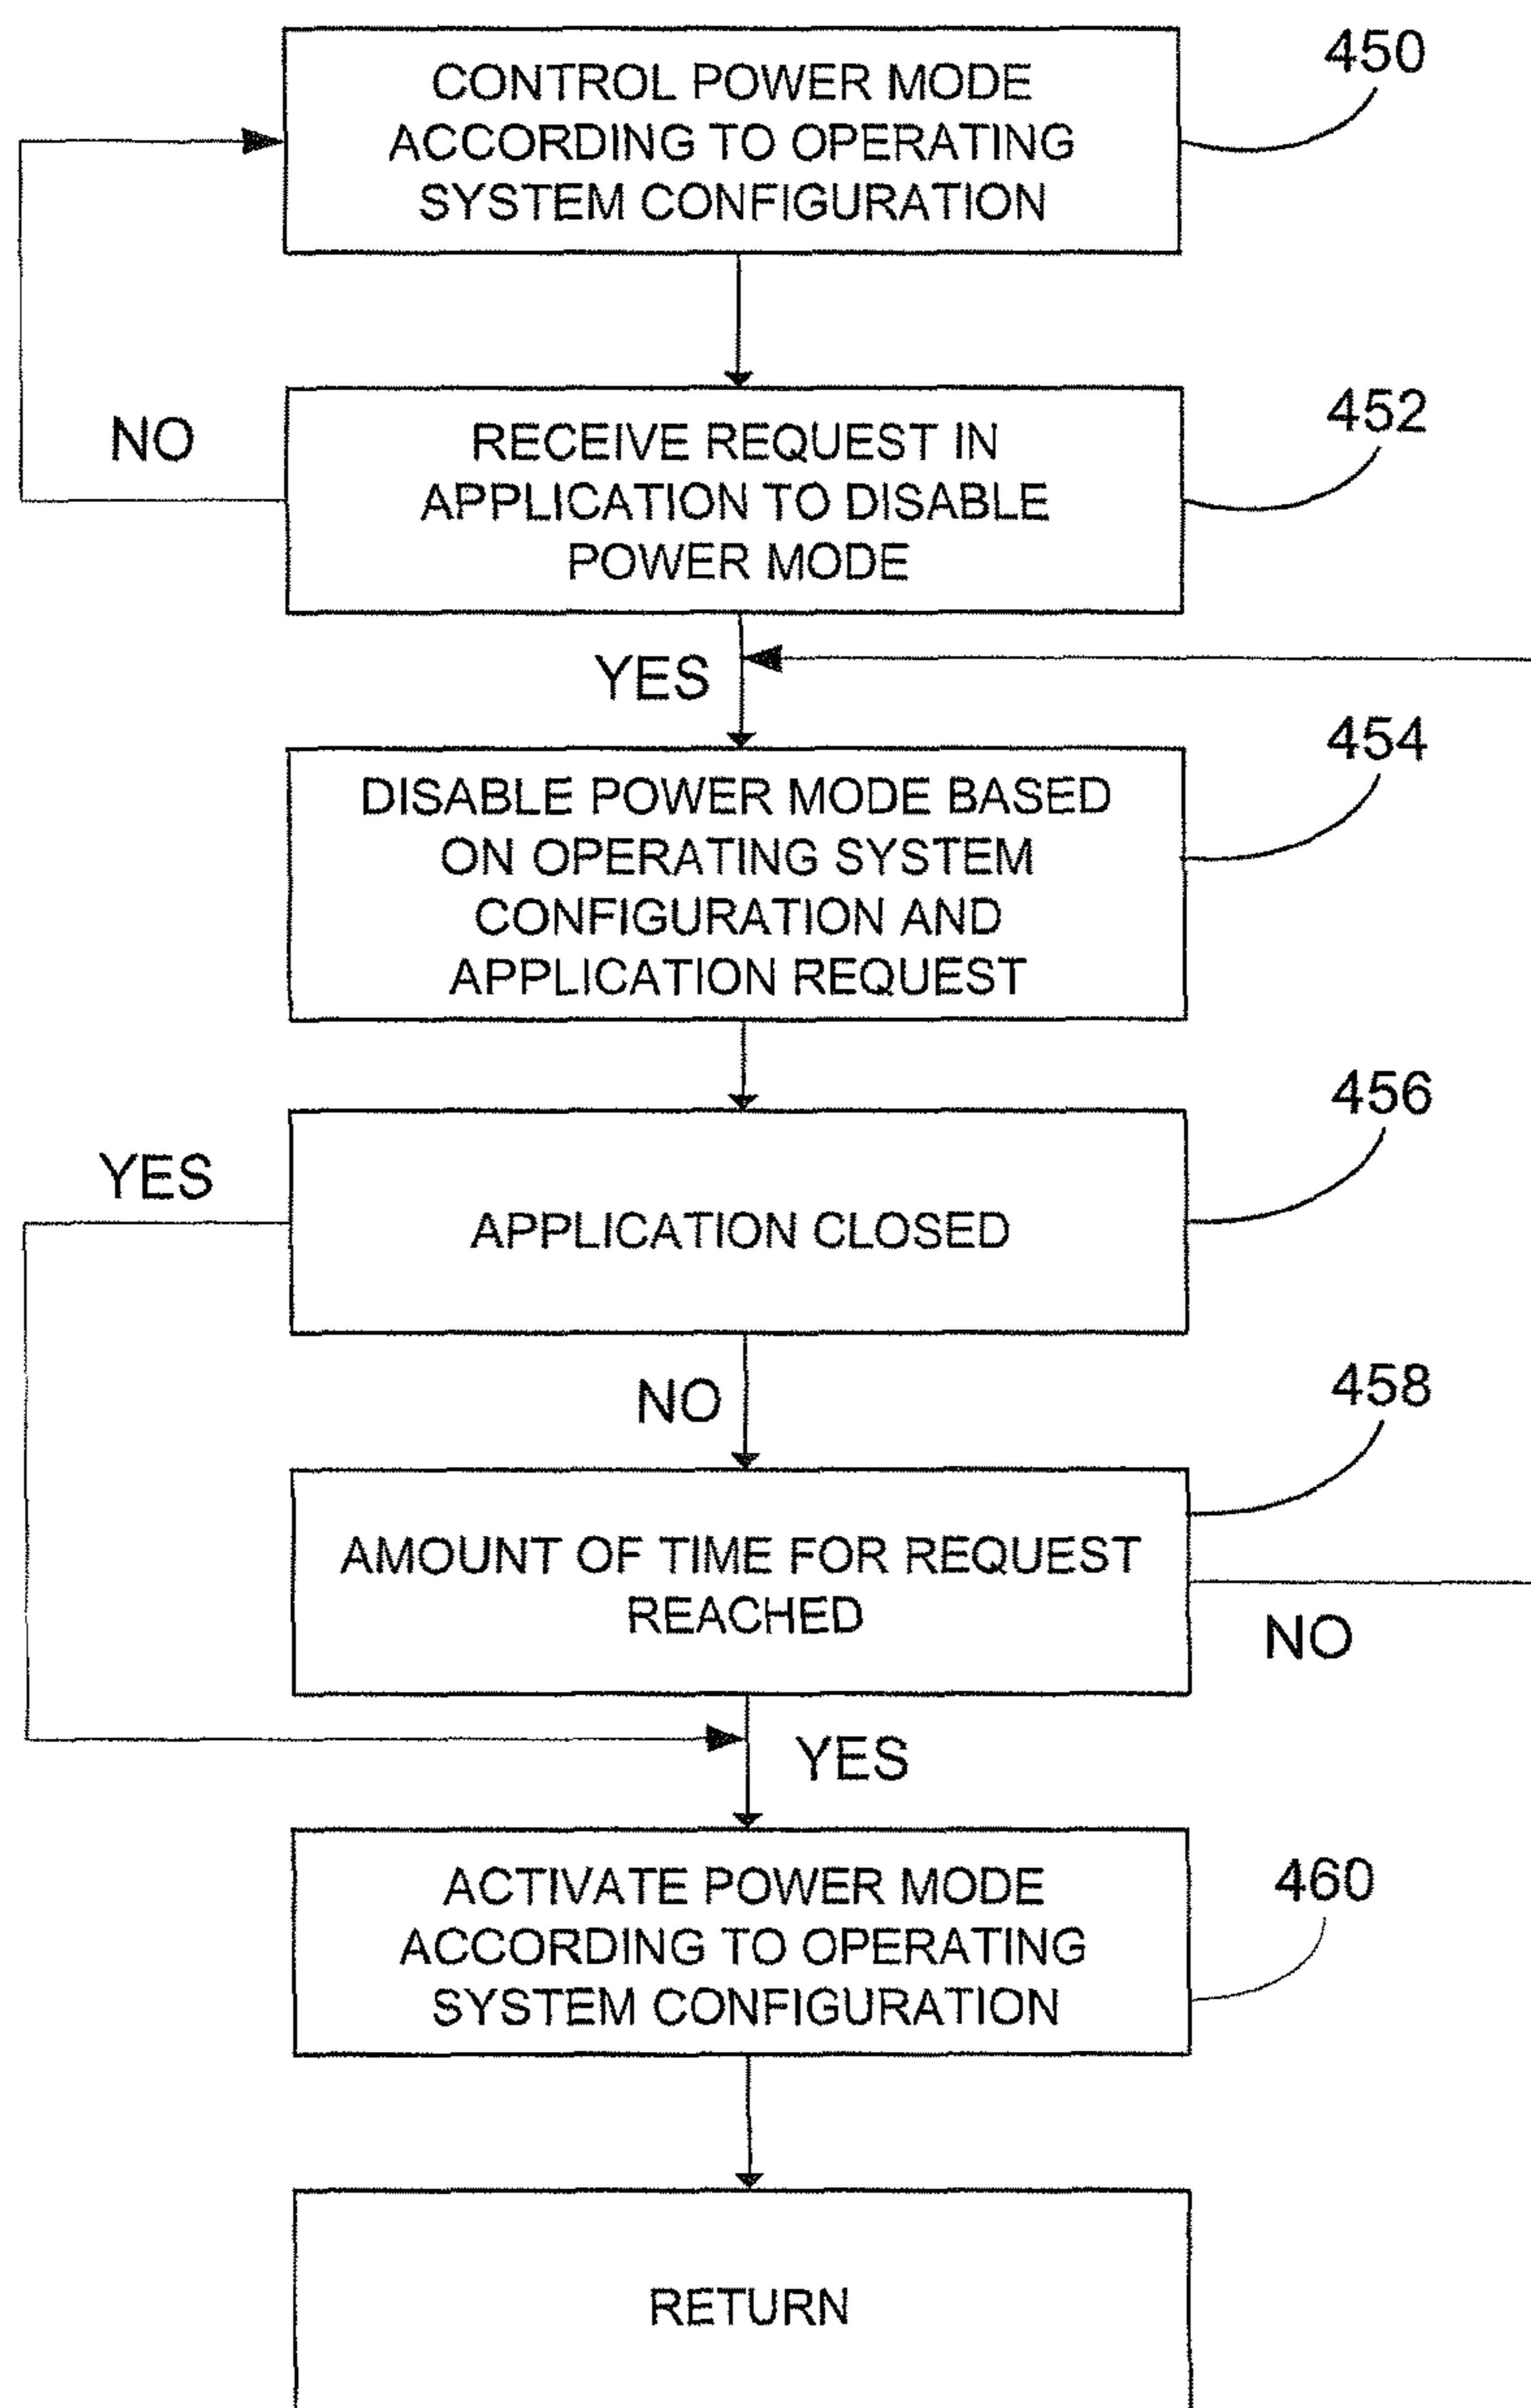 450
CONTROL POWER MODE
ACCORDING TO OPERATING
SYSTEM CONFIGURATION
452
NO
RECEIVE REQUEST IN
APPLICATION TO DISABLE
POWER MODE
YES
454
DISABLE POWER MODE BASED
ON OPERATING SYSTEM
CONFIGURATION AND
APPLICATION REQUEST
456
YES
APPLICATION CLOSED
NO
458
AMOUNT OF TIME FOR REQUEST
REACHED
NO
YES
460
ACTIVATE POWER MODE
ACCORDING TO OPERATING
SYSTEM CONFIGURATION
RETURN